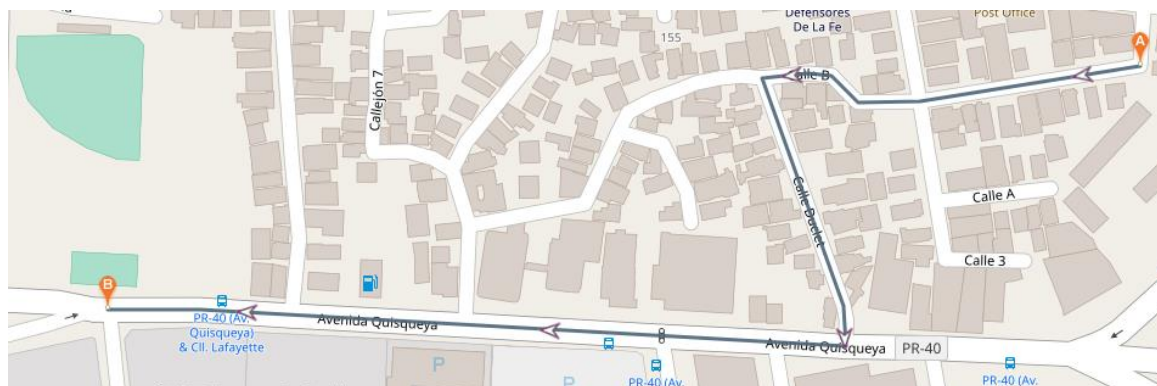 Defensores
De La Fe
Post Office
A
155
Calle B
Callejón 7
Calle Duclet
Calle A
Calle 3
B
PR-40 (Av.
Quisqueya)
& Cll. Lafayette
Avenida Quisqueya
Avenida Quisqueya
PR-40
P
P
PR-40 (Av.
PR-40 (Av.